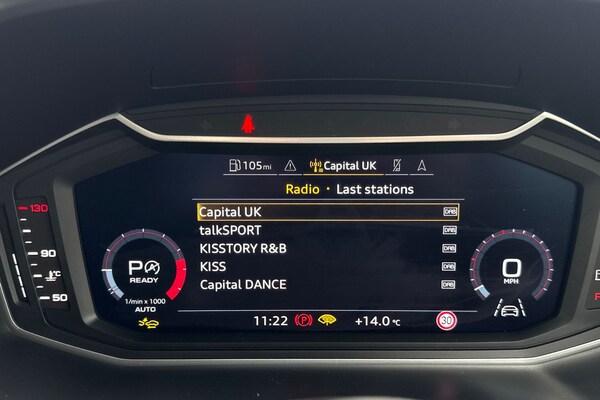 105mi
Capital UK
Radio · Last stations
Capital UK DAB
talkSPORT DAB
KISSTORY R&B DAB
KISS DAB
Capital DANCE DAB
130
90
°C
50
P
READY
1/min x 1000
AUTO
0
MPH
11:22
(P)
+14.0 °C
30